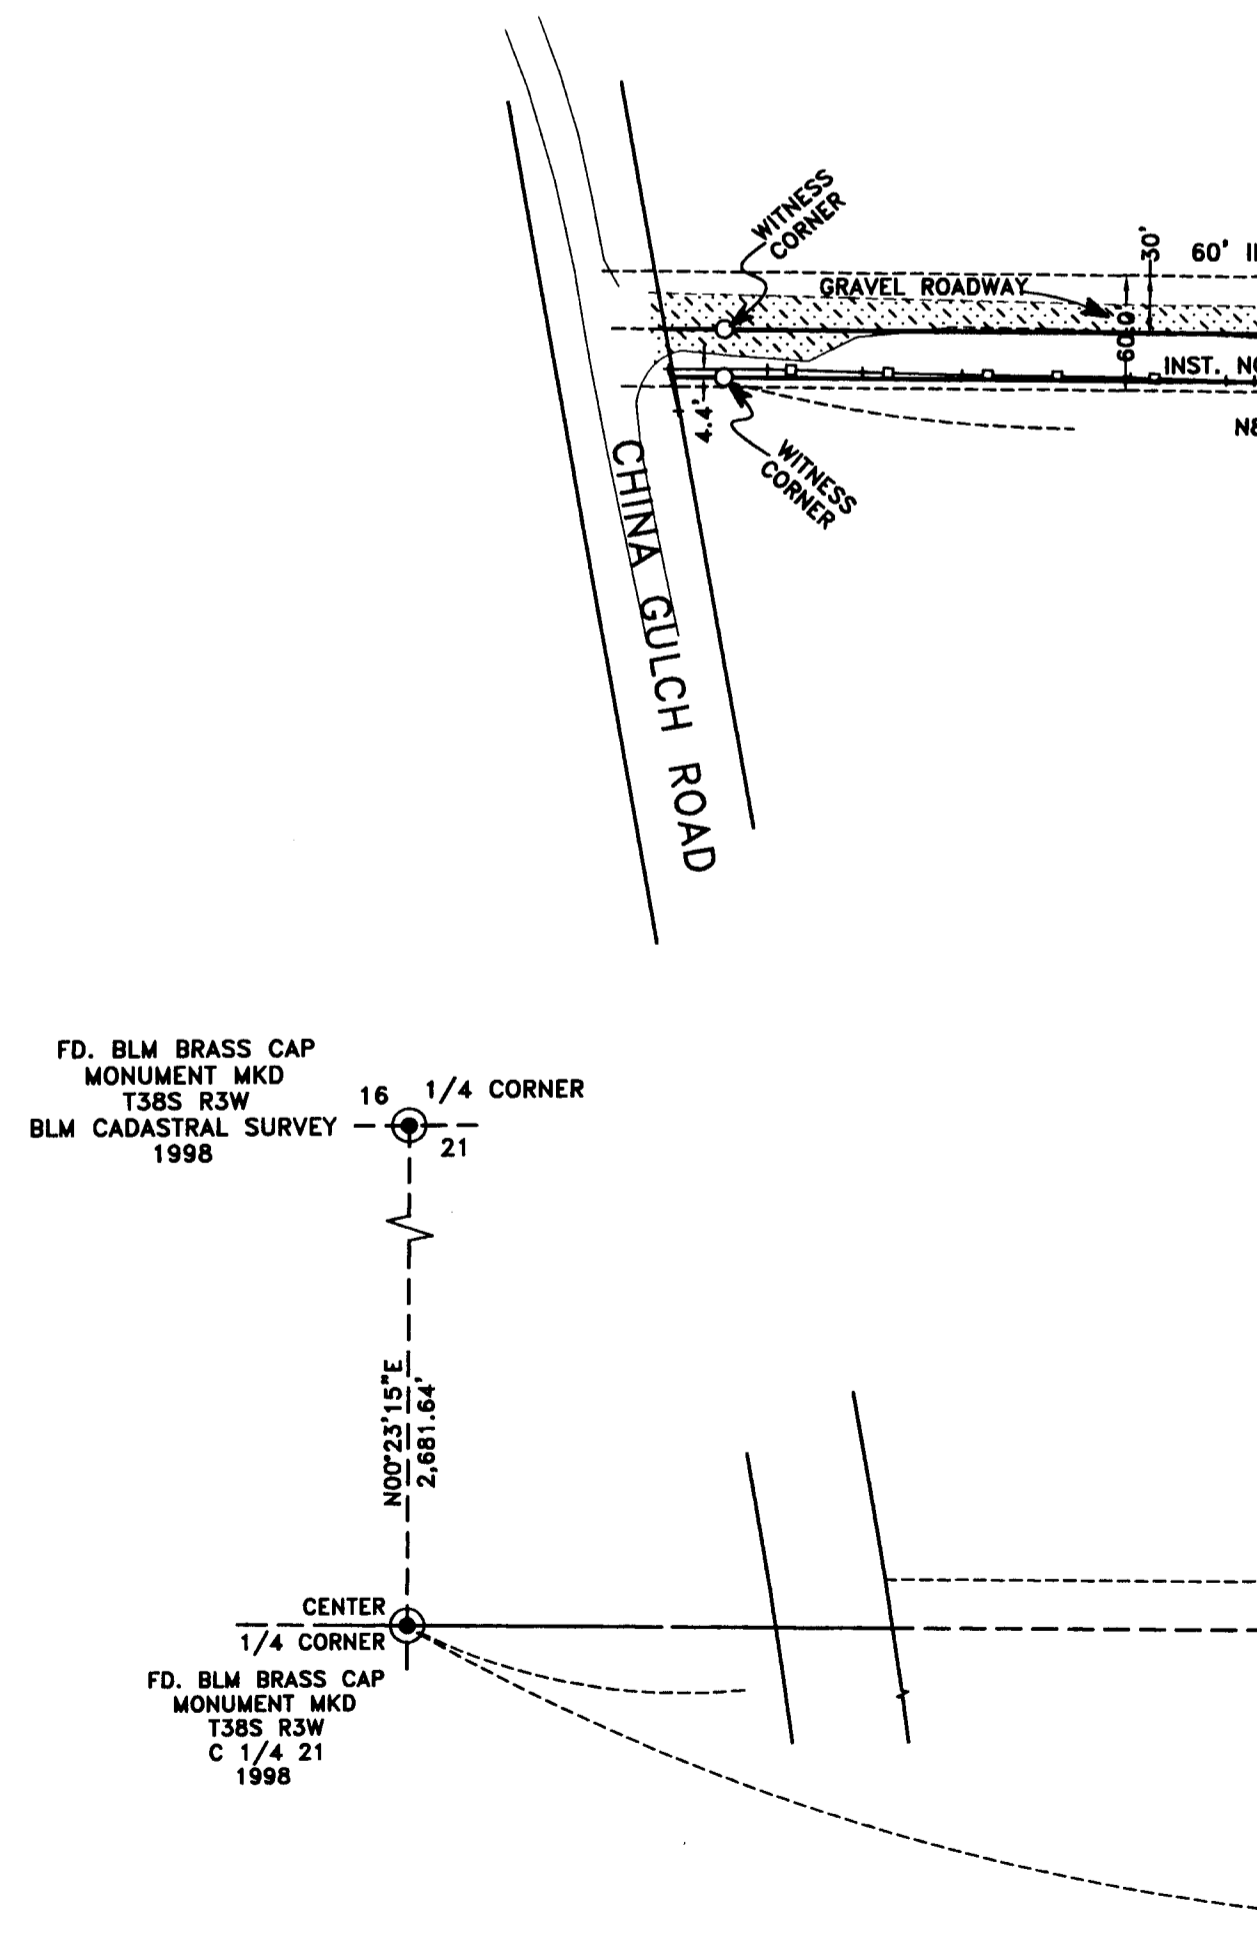 WITNESS
CORNER
30'
60' I
GRAVEL ROADWAY
60.0'
INST. NO
N8
4.4'
WITNESS
CORNER
CHINA GULCH ROAD
FD. BLM BRASS CAP
MONUMENT MKD
T38S R3W
BLM CADASTRAL SURVEY
1998
16
1/4 CORNER
21
N00°23'15"E
2,681.64'
CENTER
1/4 CORNER
FD. BLM BRASS CAP
MONUMENT MKD
T38S R3W
C 1/4 21
1998